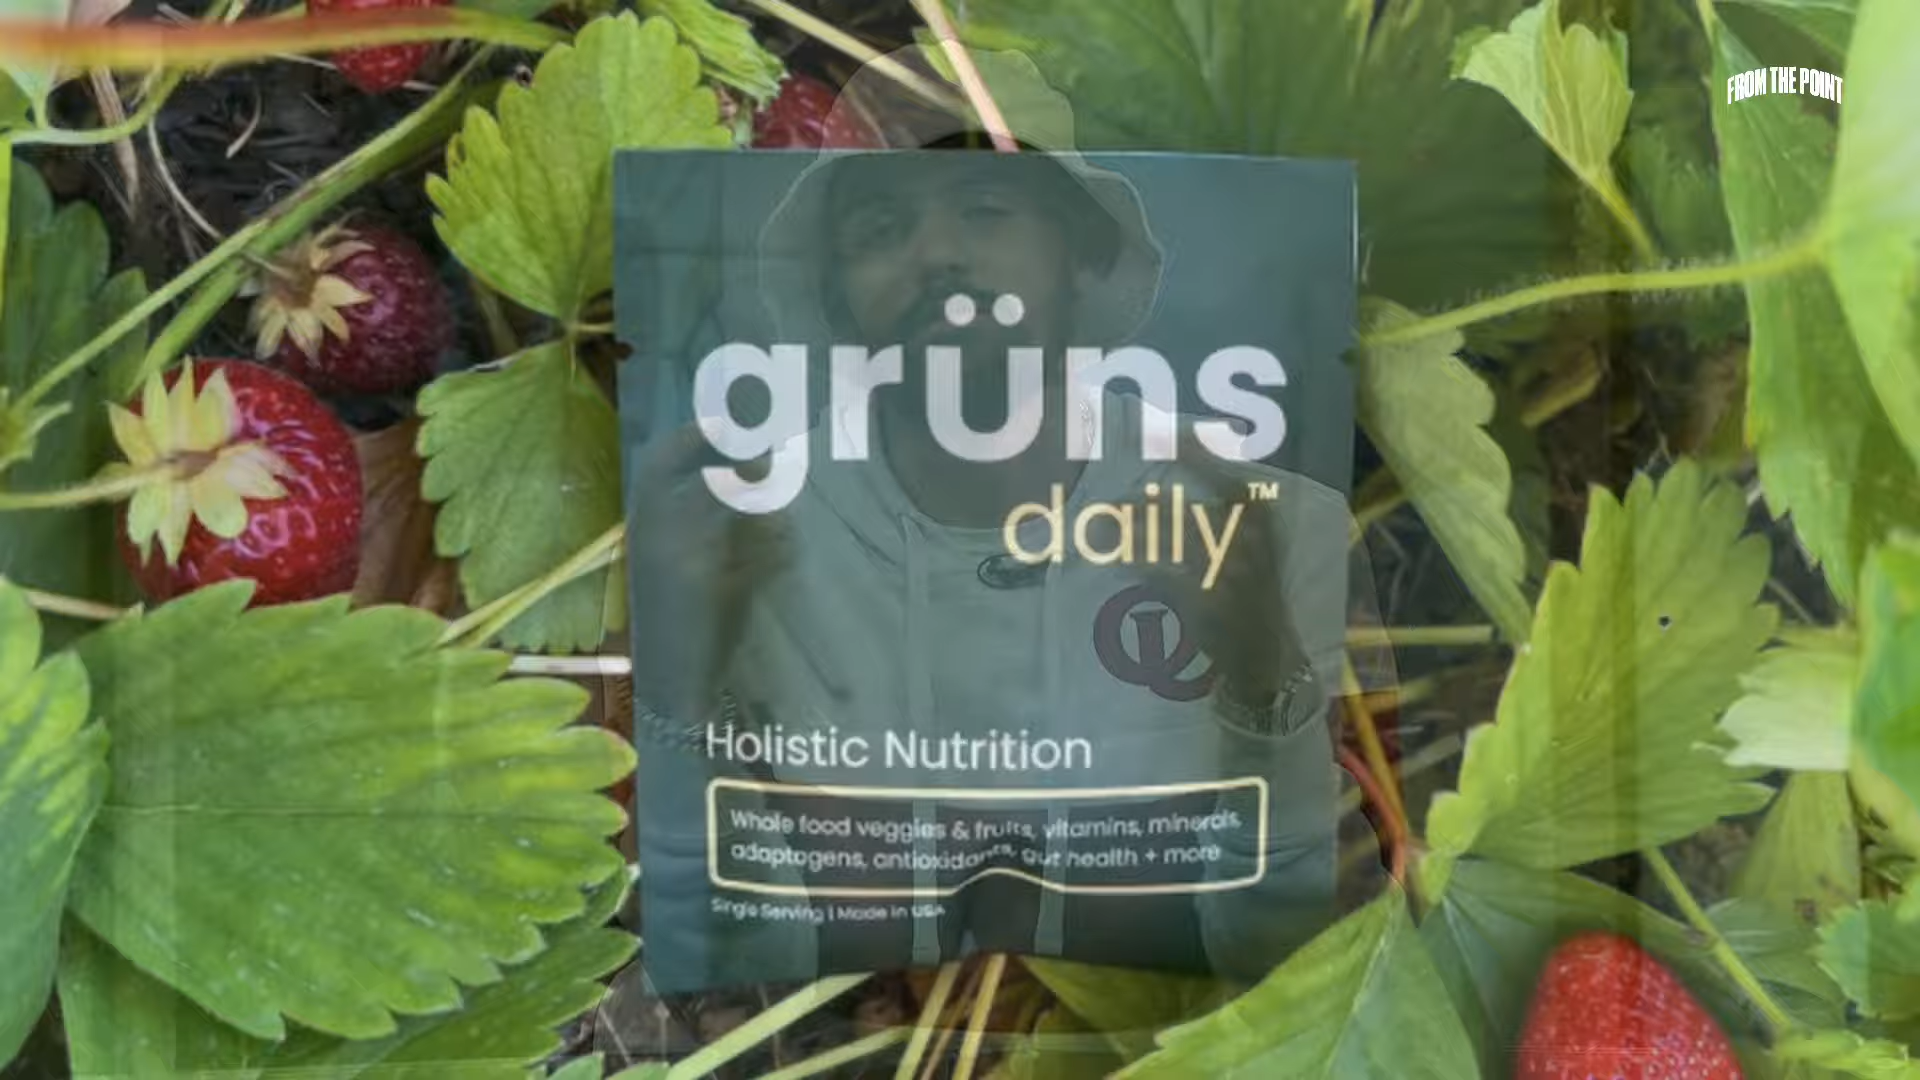 FROM THE POINT
grüns
daily™
Holistic Nutrition
Whole food veggies & fruits, vitamins, minerals,
adaptogens, antioxidants, gut health + more
Single Serving | Made in USA